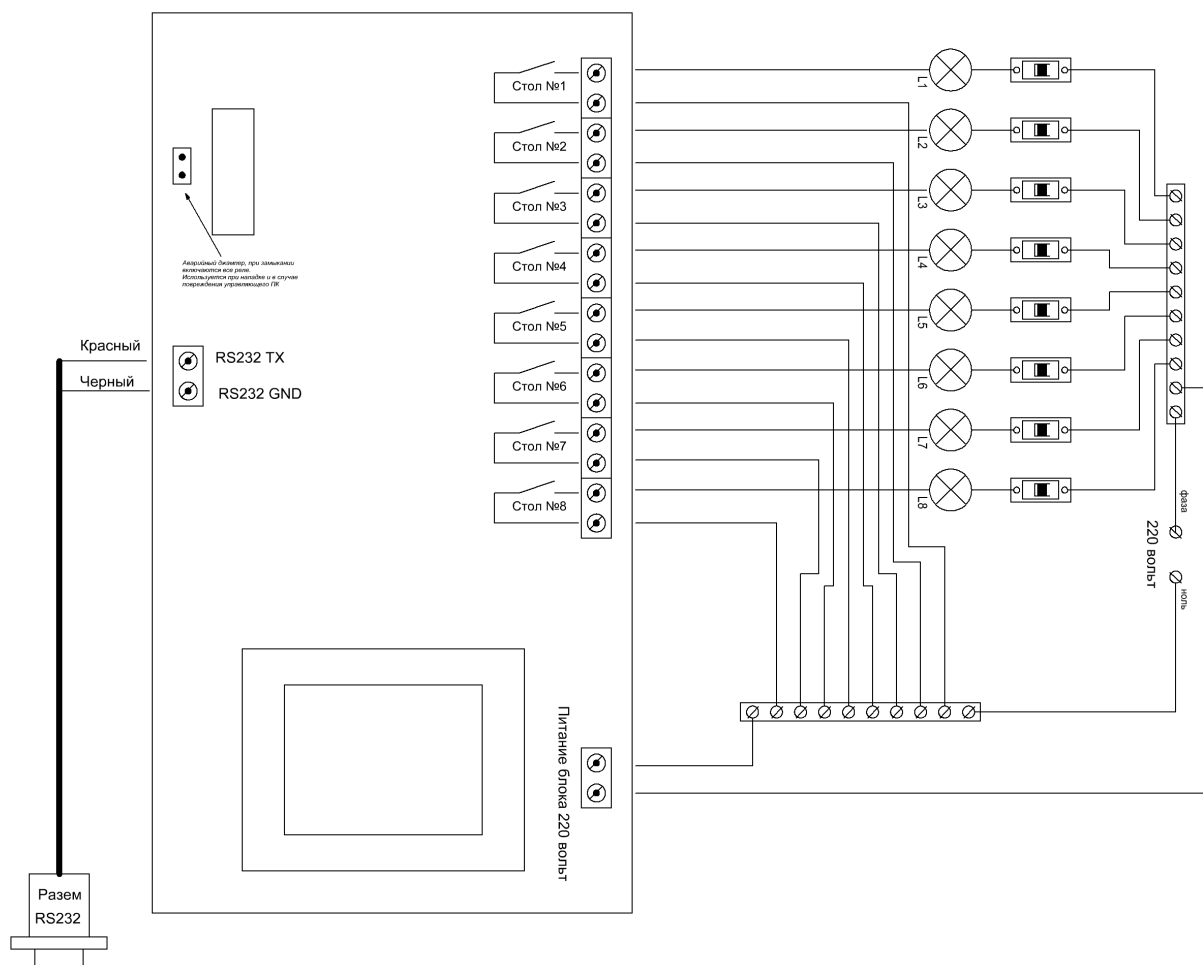 Стол №1
Стол №2
Стол №3
Стол №4
Стол №5
Стол №6
Стол №7
Стол №8
L1
L2
L3
L4
L5
L6
L7
L8
Аварийный джампер, при замыкании
включаются все реле.
Используется при наладке и в случае
повреждения управляющего ПК
Красный
Черный
RS232 TX
RS232 GND
фаза
220 вольт
ноль
Питание блока 220 вольт
Разем
RS232